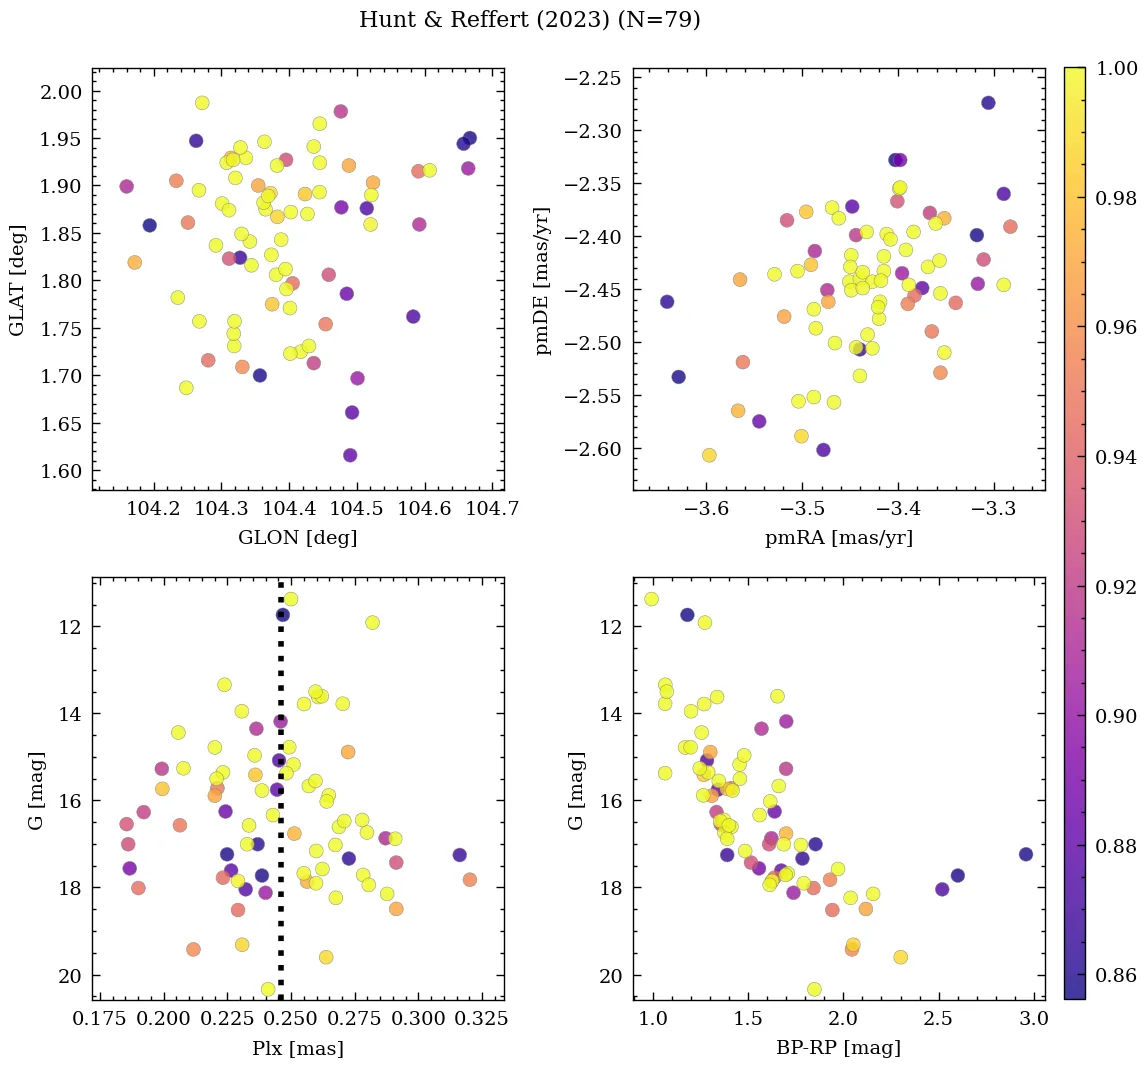 Hunt & Reffert (2023) (N=79)
2.00
1.95
1.90
1.85
1.80
1.75
1.70
1.65
1.60
GLAT [deg]
104.2 104.3 104.4 104.5 104.7
GLON [deg]
−2.25
−2.30
−2.35
−2.40
−2.45
−2.50
−2.55
−2.60
pmDE [mas/yr]
−3.6 −3.5 −3.4 −3.3
pmRA [mas/yr]
1.00
0.98
0.96
0.94
0.92
0.90
0.88
0.86
12
14
16
18
20
G [mag]
0.175 0.200 0.225 0.250 0.275 0.300 0.325
Plx [mas]
12
14
16
18
20
G [mag]
1.0 1.5 2.0 2.5 3.0
BP-RP [mag]